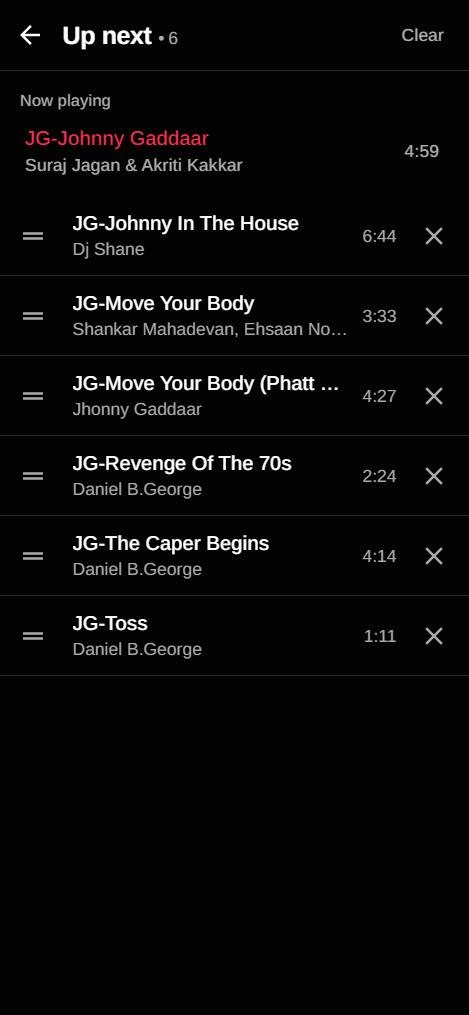 Up next • 6
Clear
Now playing
JG-Johnny Gaddaar
Suraj Jagan & Akriti Kakkar
4:59
JG-Johnny In The House
Dj Shane
6:44
JG-Move Your Body
Shankar Mahadevan, Ehsaan No...
3:33
JG-Move Your Body (Phatt ...
Jhonny Gaddaar
4:27
JG-Revenge Of The 70s
Daniel B.George
2:24
JG-The Caper Begins
Daniel B.George
4:14
JG-Toss
Daniel B.George
1:11